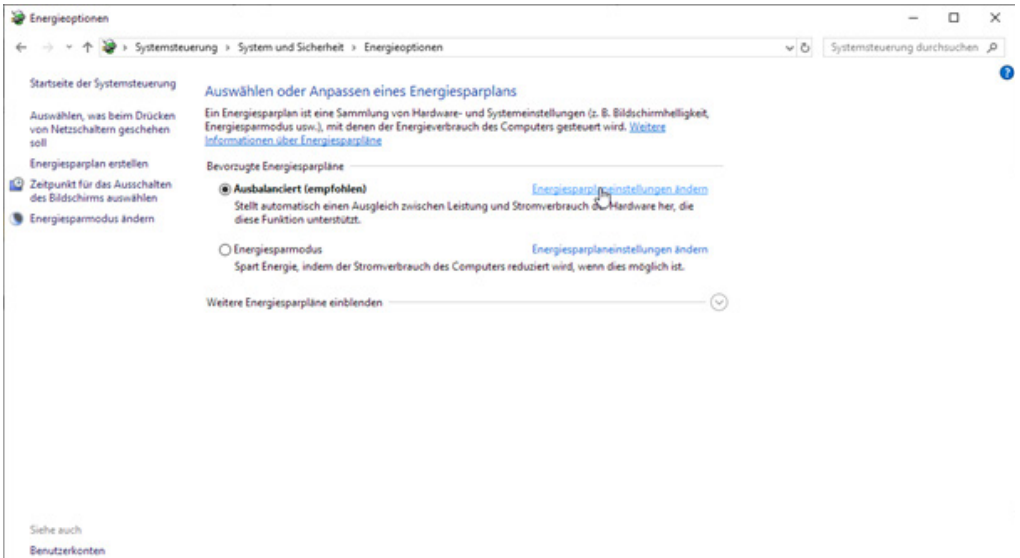 Energieoptionen
Systemsteuerung › System und Sicherheit › Energieoptionen
Systemsteuerung durchsuchen
Startseite der Systemsteuerung
Auswählen, was beim Drücken
von Netzschaltern geschehen
soll
Energiesparplan erstellen
Zeitpunkt für das Ausschalten
des Bildschirms auswählen
Energiesparmodus ändern
Auswählen oder Anpassen eines Energiesparplans
Ein Energiesparplan ist eine Sammlung von Hardware- und Systemeinstellungen (z. B. Bildschirmhelligkeit,
Energiesparmodus usw.), mit denen der Energieverbrauch des Computers gesteuert wird. Weitere
Informationen über Energiesparpläne
Bevorzugte Energiesparpläne
Ausbalanciert (empfohlen) Energiesparplaneinstellungen ändern
Stellt automatisch einen Ausgleich zwischen Leistung und Stromverbrauch der Hardware her, die
diese Funktion unterstützt.
Energiesparmodus Energiesparplaneinstellungen ändern
Spart Energie, indem der Stromverbrauch des Computers reduziert wird, wenn dies möglich ist.
Weitere Energiesparpläne einblenden
Siehe auch
Benutzerkonten